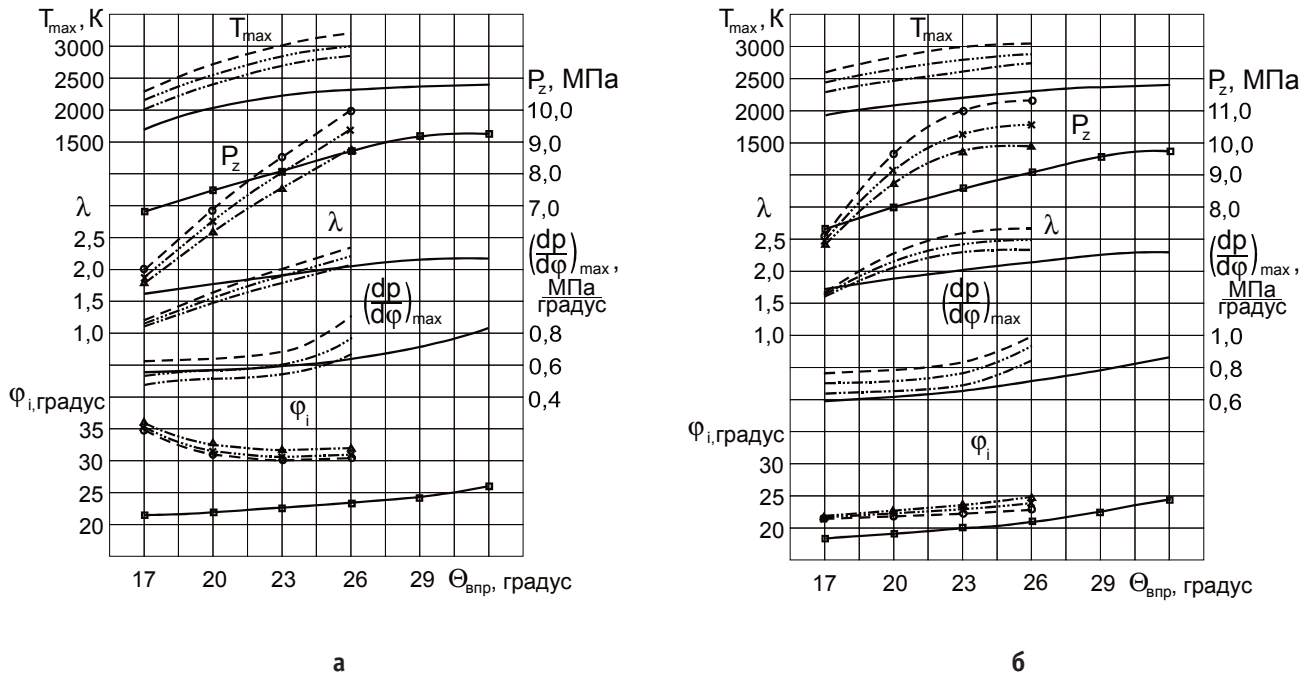 T_max, К
3000
2500
2000
1500
λ
2,5
2,0
1,5
1,0
φ_i, градус
35
30
25
20
T_max
P_z
λ
(dp/dφ)_max
φ_i
P_z, МПа
10,0
9,0
8,0
7,0
(dp/dφ)_max,
МПа/градус
0,8
0,6
0,4
17 20 23 26 29 Θ_впр, градус
а
T_max, К
3000
2500
2000
1500
λ
2,5
2,0
1,5
1,0
φ_i, градус
30
25
20
T_max
P_z
λ
(dp/dφ)_max
φ_i
P_z, МПа
11,0
10,0
9,0
8,0
(dp/dφ)_max,
МПа/градус
1,0
0,8
0,6
17 20 23 26 29 Θ_впр, градус
б